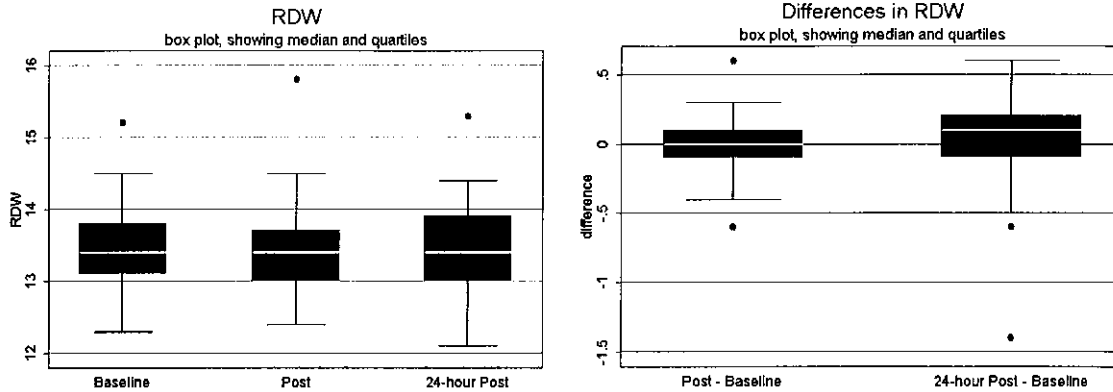 RDW
box plot, showing median and quartiles
RDW
16
15
14
13
12
Baseline Post 24-hour Post
Differences in RDW
box plot, showing median and quartiles
difference
.5
0
-.5
-1
-1.5
Post - Baseline 24-hour Post - Baseline